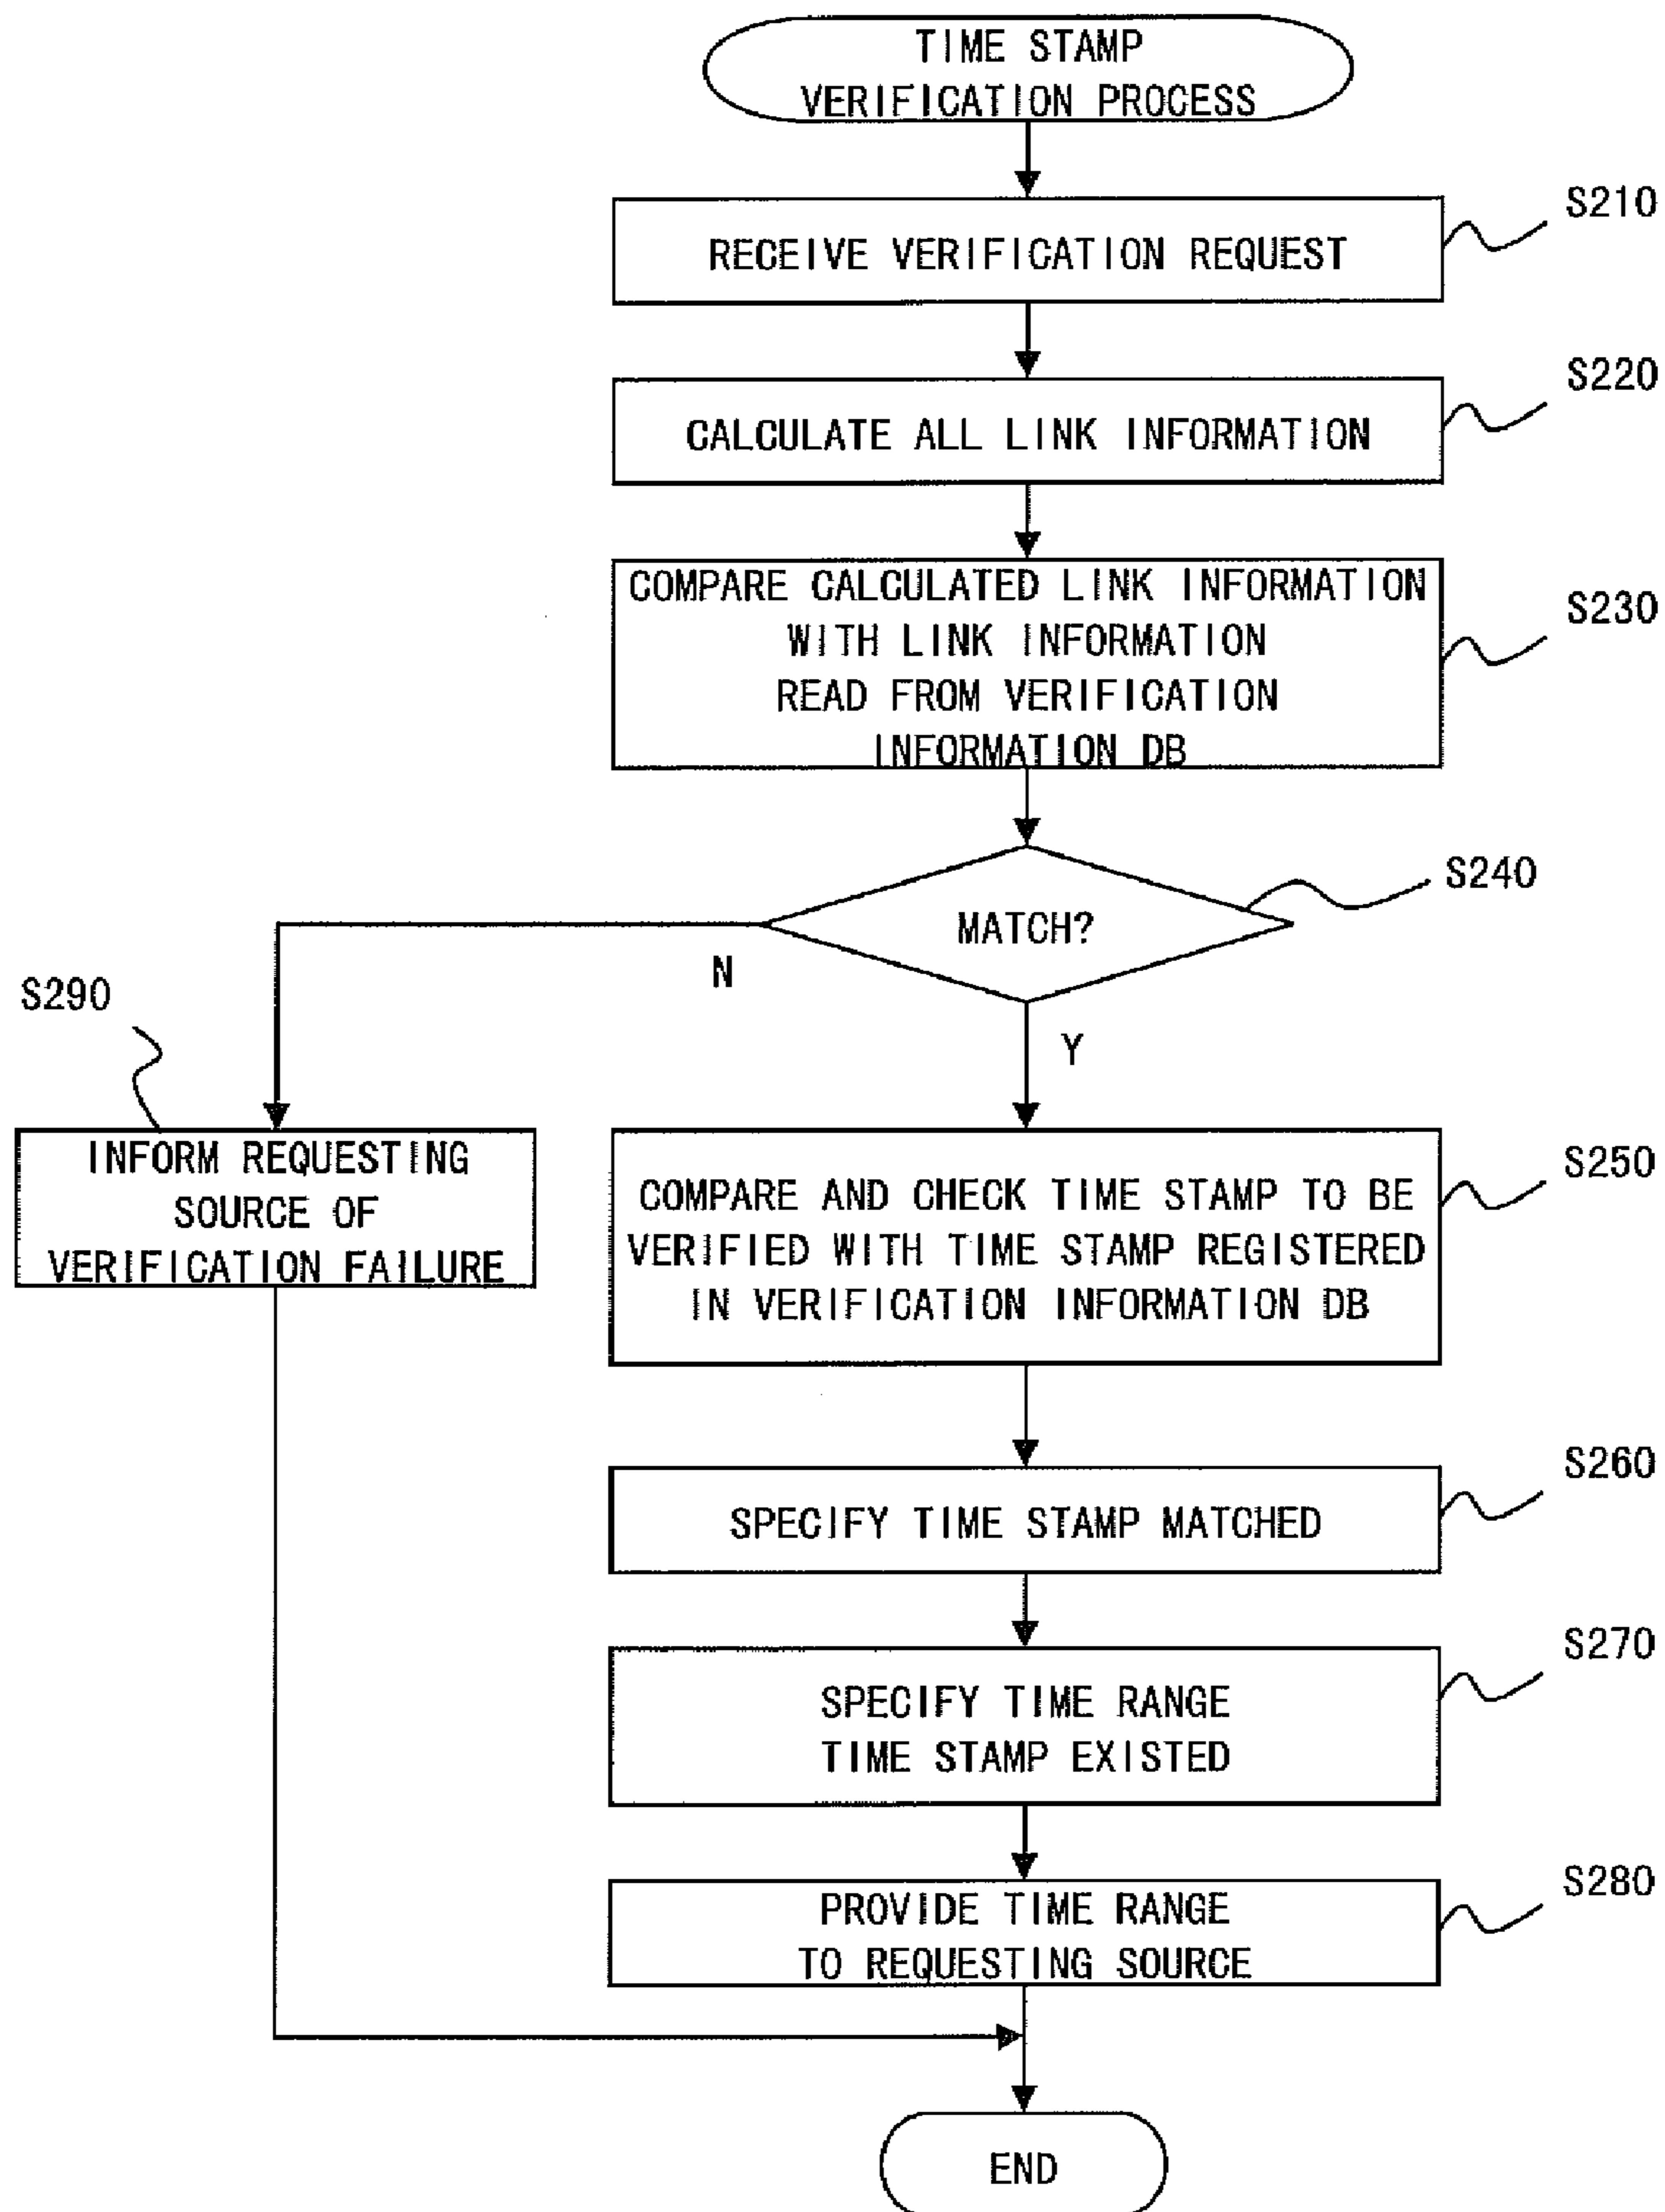 TIME STAMP
VERIFICATION PROCESS
S210
RECEIVE VERIFICATION REQUEST
S220
CALCULATE ALL LINK INFORMATION
S230
COMPARE CALCULATED LINK INFORMATION
WITH LINK INFORMATION
READ FROM VERIFICATION
INFORMATION DB
S240
MATCH?
N
Y
S290
INFORM REQUESTING
SOURCE OF
VERIFICATION FAILURE
S250
COMPARE AND CHECK TIME STAMP TO BE
VERIFIED WITH TIME STAMP REGISTERED
IN VERIFICATION INFORMATION DB
S260
SPECIFY TIME STAMP MATCHED
S270
SPECIFY TIME RANGE
TIME STAMP EXISTED
S280
PROVIDE TIME RANGE
TO REQUESTING SOURCE
END